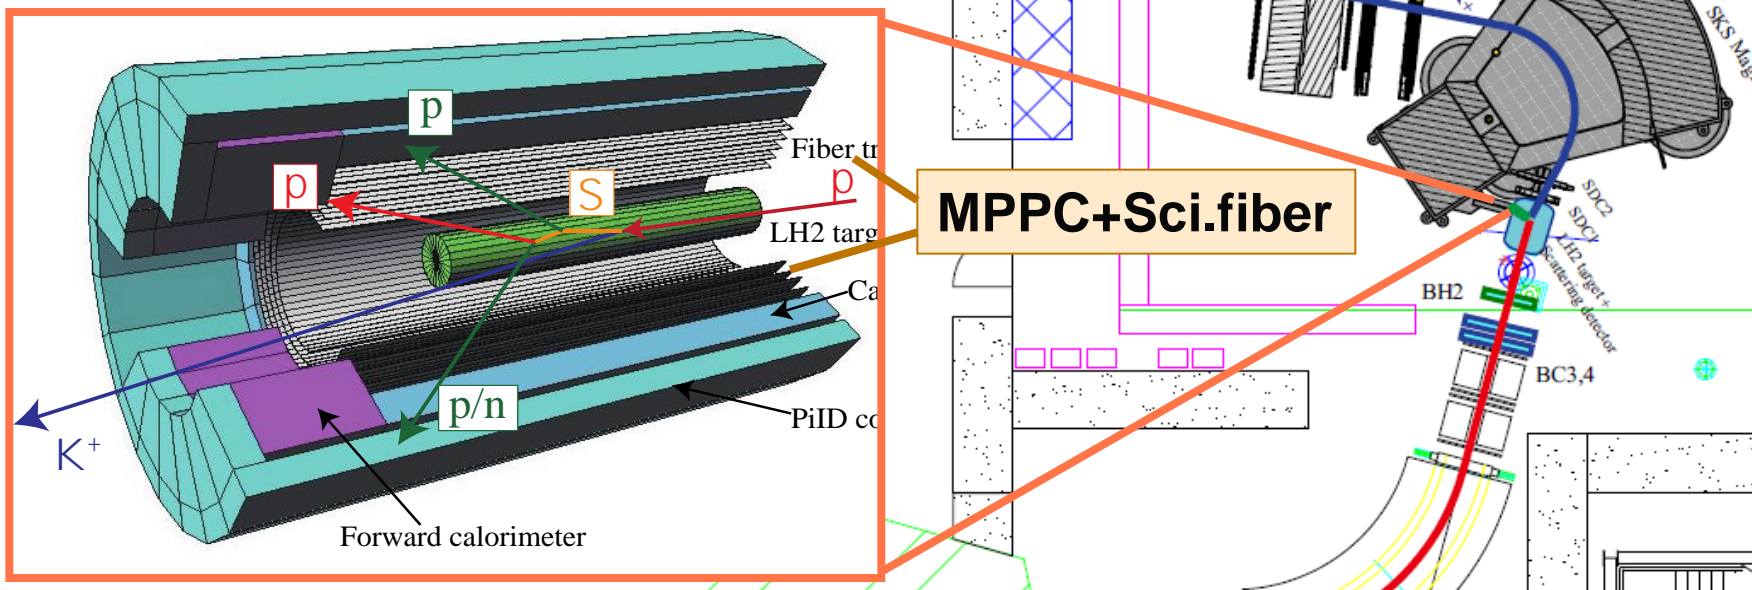 p
p
S
p
Fiber tr
MPPC+Sci.fiber
LH2 targ
Ca
p/n
PiID co
K+
Forward calorimeter
SKS Mag
SDC2
SDC1
LH2 target +
Scattering detector
BH2
BC3,4